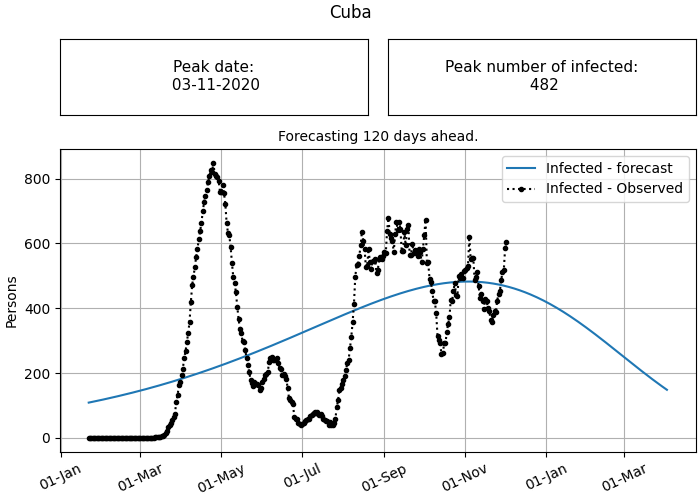 Cuba
Peak date:
03-11-2020
Peak number of infected:
482
Forecasting 120 days ahead.
Infected - forecast
Infected - Observed
Persons
800
600
400
200
0
01-Jan
01-Mar
01-May
01-Jul
01-Sep
01-Nov
01-Jan
01-Mar